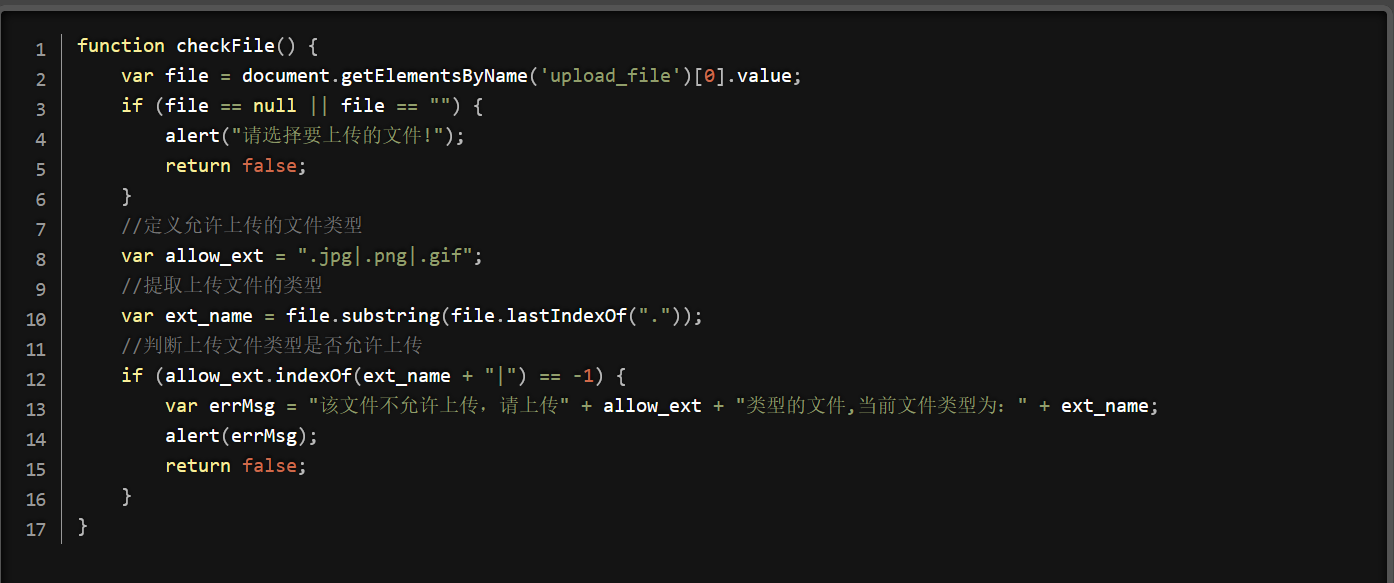 1 function checkFile() {
2     var file = document.getElementsByName('upload_file')[0].value;
3     if (file == null || file == "") {
4         alert("请选择要上传的文件!");
5         return false;
6     }
7     //定义允许上传的文件类型
8     var allow_ext = ".jpg|.png|.gif";
9     //提取上传文件的类型
10     var ext_name = file.substring(file.lastIndexOf("."));
11     //判断上传文件类型是否允许上传
12     if (allow_ext.indexOf(ext_name + "|") == -1) {
13         var errMsg = "该文件不允许上传，请上传" + allow_ext + "类型的文件,当前文件类型为：" + ext_name;
14         alert(errMsg);
15         return false;
16     }
17 }